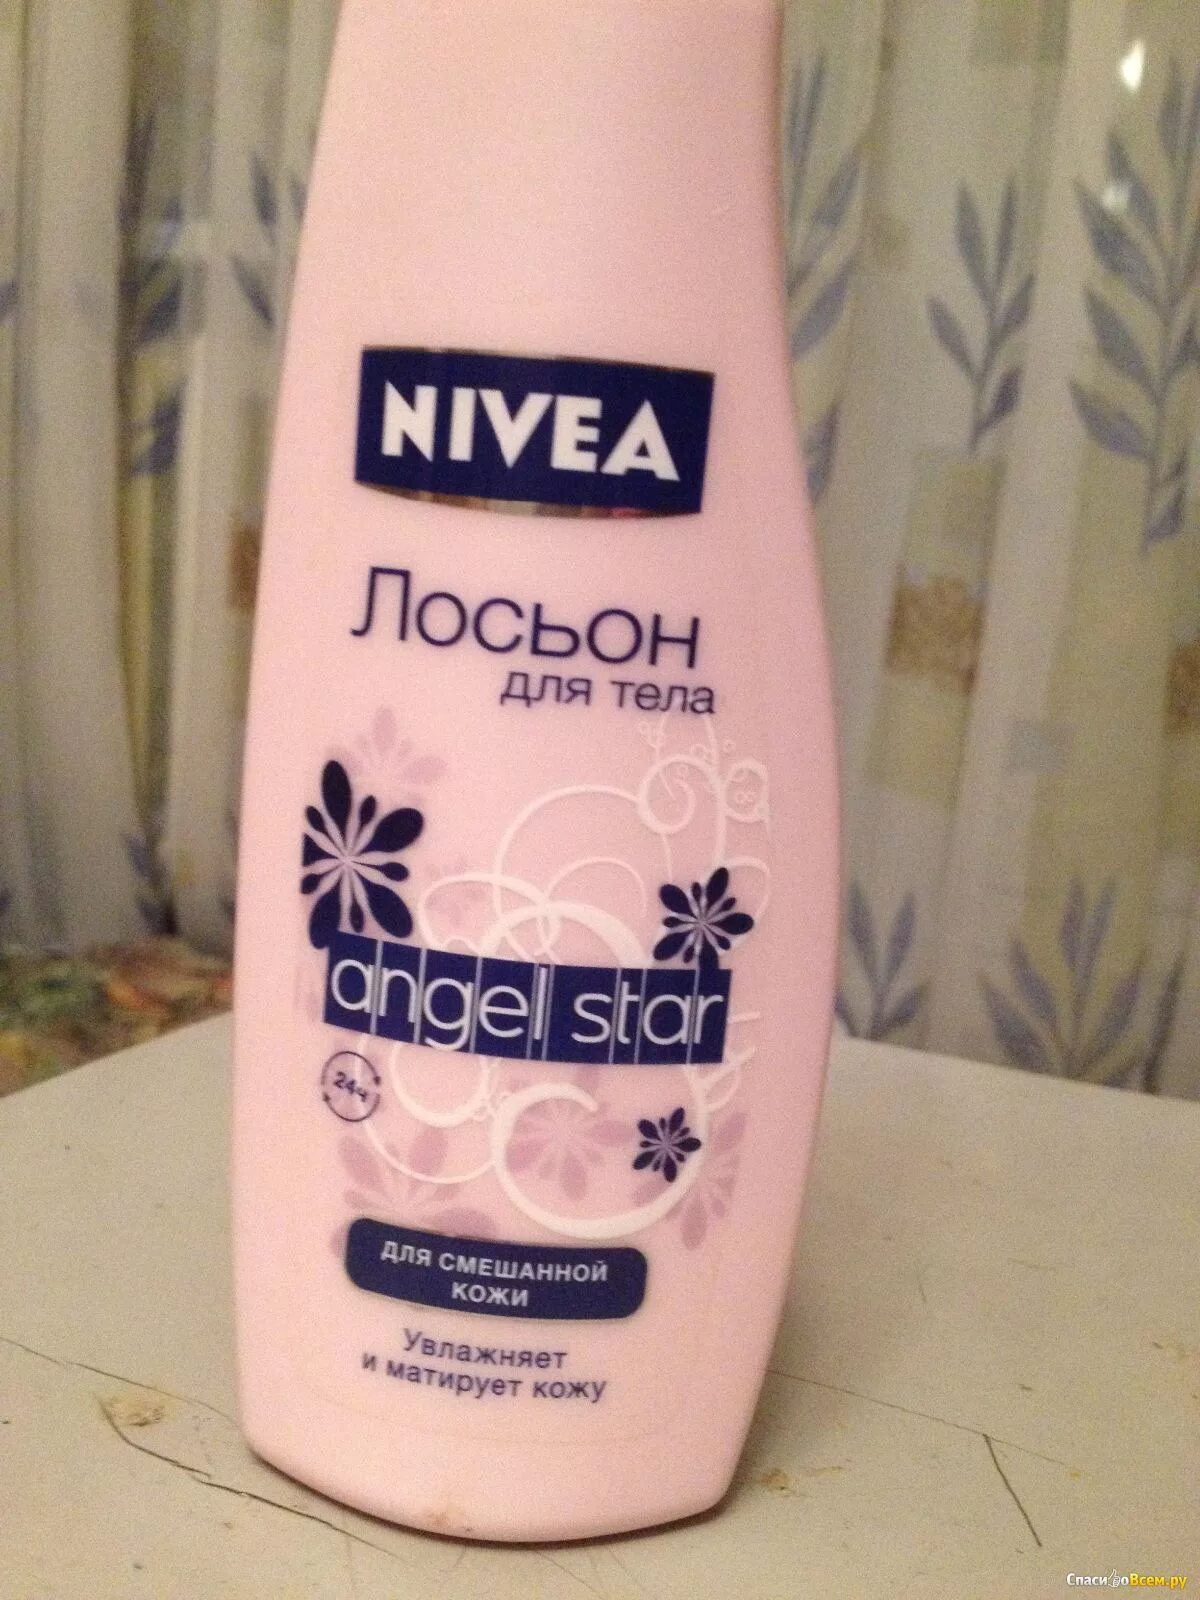 NIVEA
Лосьон
для тела
angel star
24ч
ДЛЯ СМЕШАННОЙ
КОЖИ
Увлажняет
и матирует кожу
СпасибоВсем.ру